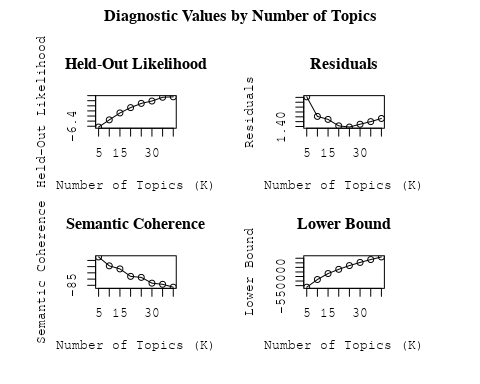 Diagnostic Values by Number of Topics
Held-Out Likelihood
Held-Out Likelihood
-6.4
5 15 30
Number of Topics (K)
Residuals
Residuals
1.40
5 15 30
Number of Topics (K)
Semantic Coherence
Semantic Coherence
-85
5 15 30
Number of Topics (K)
Lower Bound
Lower Bound
-550000
5 15 30
Number of Topics (K)